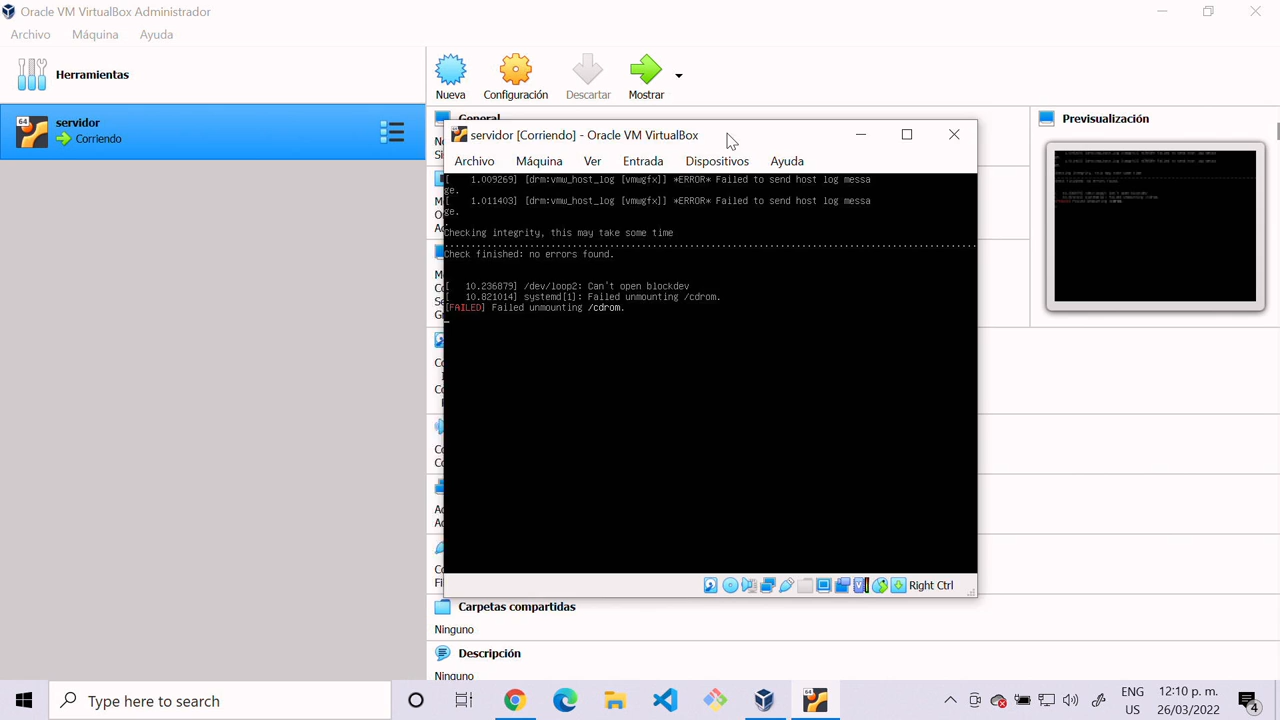 Oracle VM VirtualBox Administrador
Archivo Máquina Ayuda
Herramientas
Nueva Configuración Descartar Mostrar
64
servidor
Corriendo
General
Previsualización
servidor [Corriendo] - Oracle VM VirtualBox
Archivo Máquina Ver Entrada Dispositivos Ayuda
[    1.009269] [drm:vmw_host_log [vmwgfx]] *ERROR* Failed to send host log messa
ge.
[    1.011403] [drm:vmw_host_log [vmwgfx]] *ERROR* Failed to send host log messa
ge.
Checking integrity, this may take some time
Check finished: no errors found.
[   10.236879] /dev/loop2: Can't open blockdev
[   10.821014] systemd[1]: Failed unmounting /cdrom.
[FAILED] Failed unmounting /cdrom.
Right Ctrl
Carpetas compartidas
Ninguno
Descripción
Ninguno
Type here to search
ENG
US
12:10 p. m.
26/03/2022
4